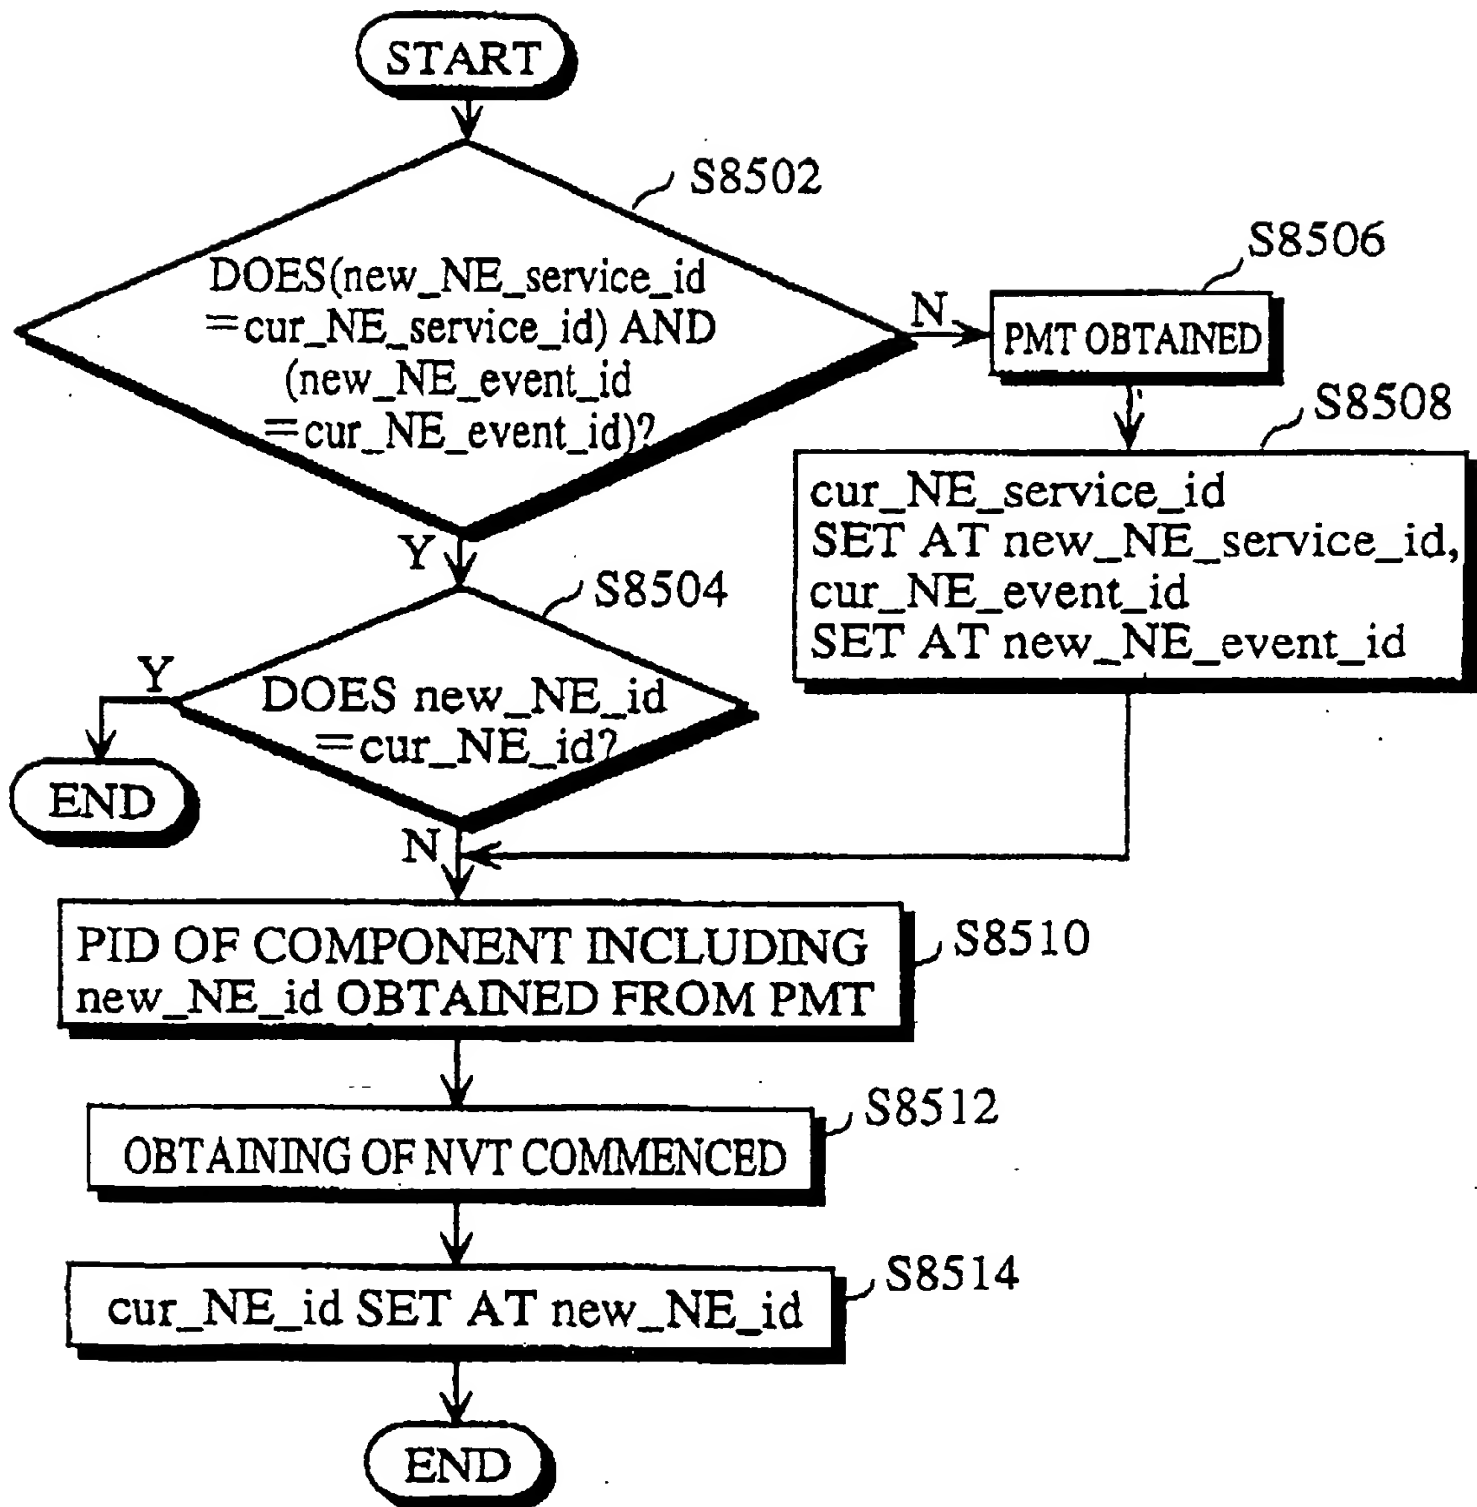 START
S8502
DOES(new_NE_service_id
=cur_NE_service_id) AND
(new_NE_event_id
=cur_NE_event_id)?
N
S8506
PMT OBTAINED
S8508
cur_NE_service_id
SET AT new_NE_service_id,
cur_NE_event_id
SET AT new_NE_event_id
Y
S8504
DOES new_NE_id
=cur_NE_id?
Y
END
N
S8510
PID OF COMPONENT INCLUDING
new_NE_id OBTAINED FROM PMT
S8512
OBTAINING OF NVT COMMENCED
S8514
cur_NE_id SET AT new_NE_id
END